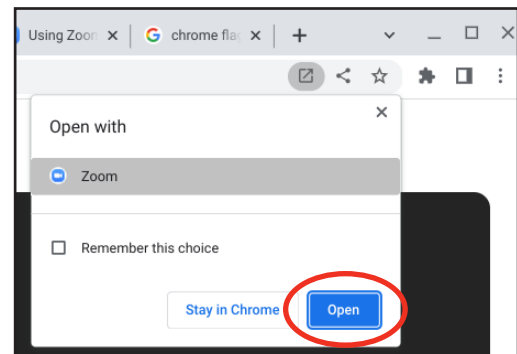 Using Zoom chrome flag
Open with
Zoom
Remember this choice
Stay in Chrome Open